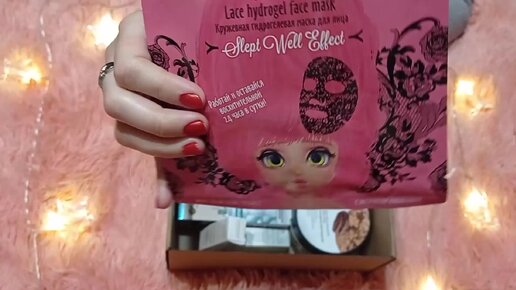 Lace hydrogel face mask
Кружевная гидрогелевая маска для лица
Slept Well Effect
Работай и оставайся
восхитительной
24 часа в сутки!